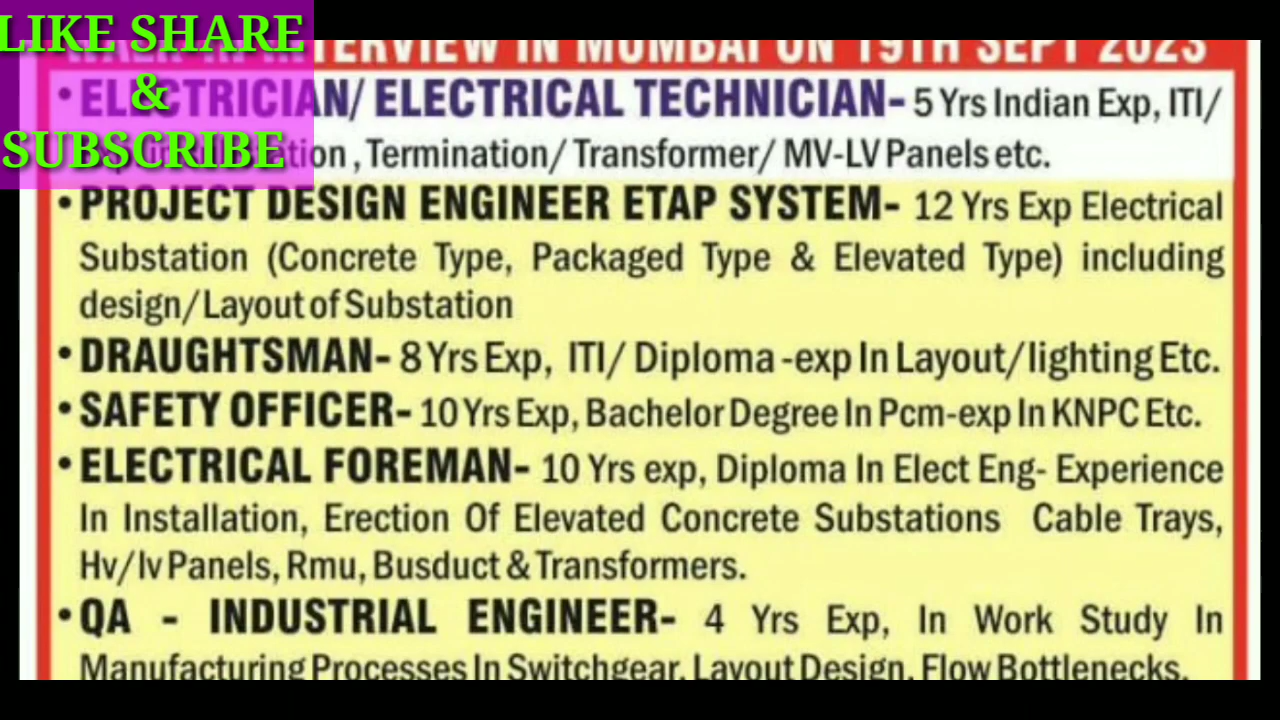 LIKE SHARE
&
SUBSCRIBE
INTERVIEW IN MUMBAI ON 19TH SEPT 2023
• ELECTRICIAN/ ELECTRICAL TECHNICIAN- 5 Yrs Indian Exp, ITI/
, Termination/ Transformer/ MV-LV Panels etc.
• PROJECT DESIGN ENGINEER ETAP SYSTEM- 12 Yrs Exp Electrical
Substation (Concrete Type, Packaged Type & Elevated Type) including
design/Layout of Substation
• DRAUGHTSMAN- 8 Yrs Exp, ITI/ Diploma -exp In Layout/lighting Etc.
• SAFETY OFFICER- 10 Yrs Exp, Bachelor Degree In Pcm-exp In KNPC Etc.
• ELECTRICAL FOREMAN- 10 Yrs exp, Diploma In Elect Eng- Experience
In Installation, Erection Of Elevated Concrete Substations Cable Trays,
Hv/lv Panels, Rmu, Busduct & Transformers.
• QA - INDUSTRIAL ENGINEER- 4 Yrs Exp, In Work Study In
Manufacturing Processes In Switchgear, Layout Design, Flow Bottlenecks,